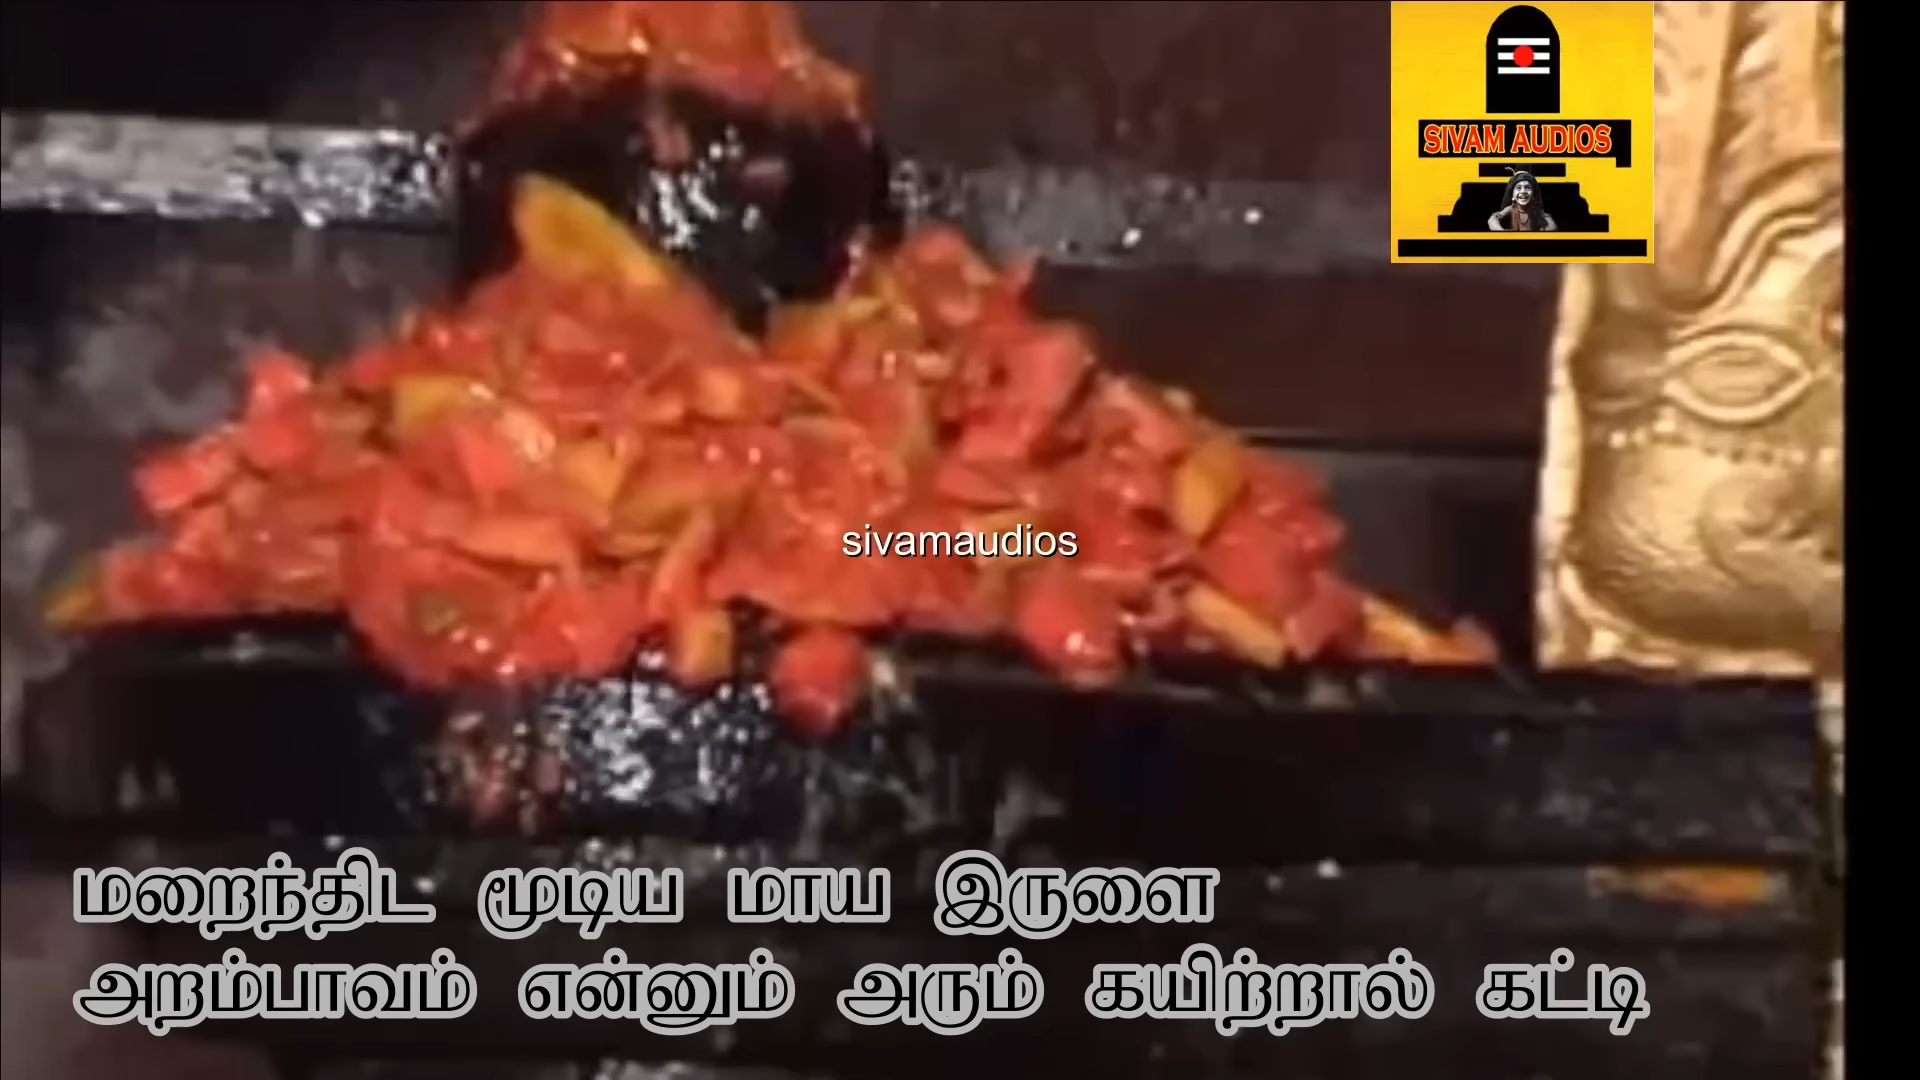 SIVAM AUDIOS
sivamaudios
மறைந்திட மூடிய மாய இருளை
அறம்பாவம் என்னும் அரும் கயிற்றால் கட்டி